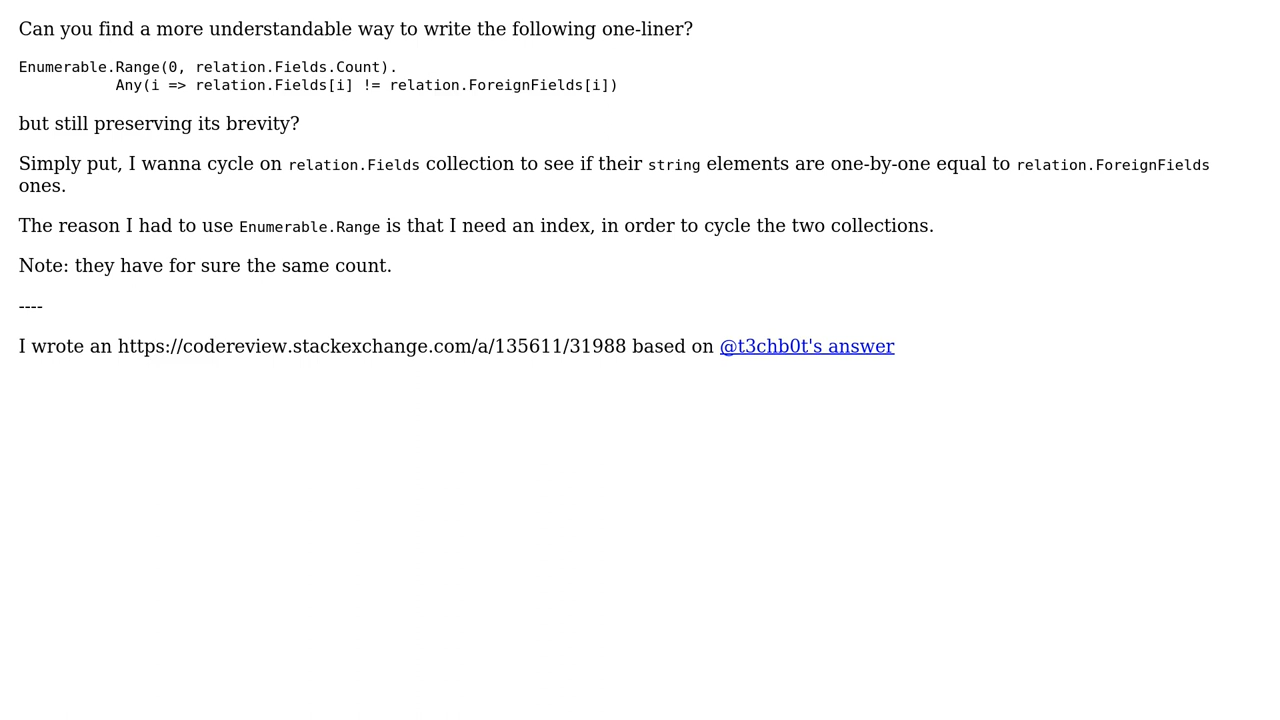 Can you find a more understandable way to write the following one-liner?
Enumerable.Range(0, relation.Fields.Count).
           Any(i => relation.Fields[i] != relation.ForeignFields[i])
but still preserving its brevity?
Simply put, I wanna cycle on relation.Fields collection to see if their string elements are one-by-one equal to relation.ForeignFields
ones.
The reason I had to use Enumerable.Range is that I need an index, in order to cycle the two collections.
Note: they have for sure the same count.
----
I wrote an https://codereview.stackexchange.com/a/135611/31988 based on @t3chb0t's answer